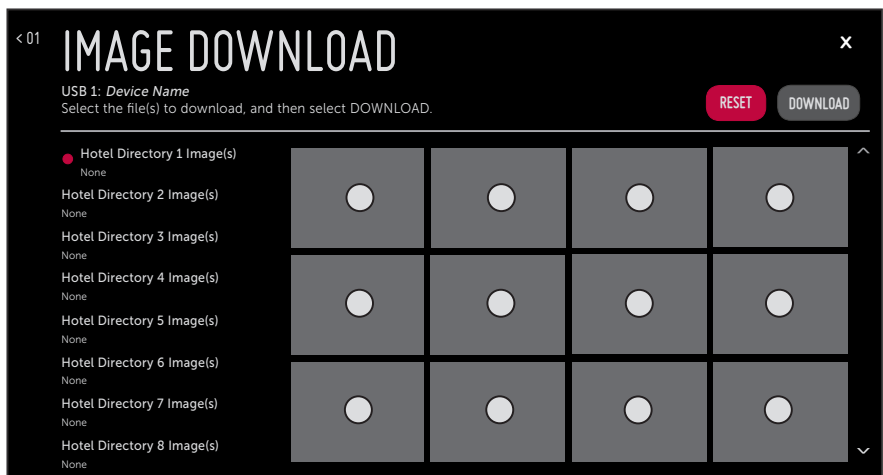 < 01
IMAGE DOWNLOAD
X
USB 1: Device Name
Select the file(s) to download, and then select DOWNLOAD.
RESET
DOWNLOAD
Hotel Directory 1 Image(s)
None
Hotel Directory 2 Image(s)
None
Hotel Directory 3 Image(s)
None
Hotel Directory 4 Image(s)
None
Hotel Directory 5 Image(s)
None
Hotel Directory 6 Image(s)
None
Hotel Directory 7 Image(s)
None
Hotel Directory 8 Image(s)
None